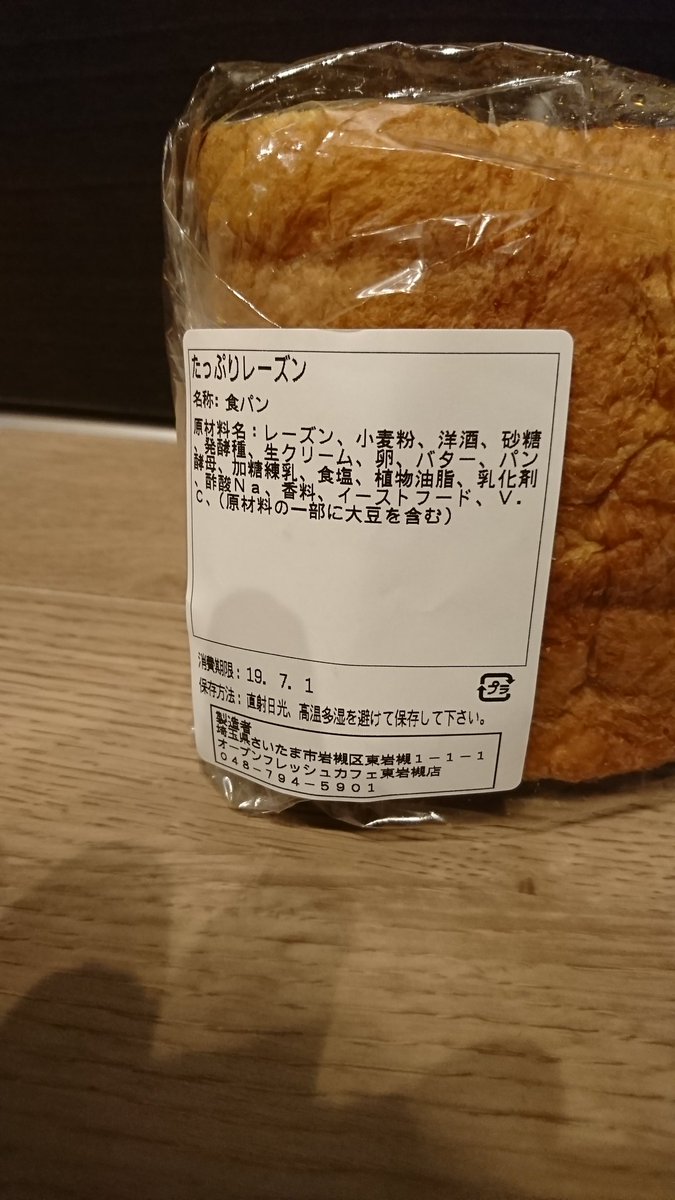 たっぷりレーズン
名称：食パン
原材料名：レーズン、小麦粉、洋酒、砂糖
、発酵種、生クリーム、卵、バター、パン
酵母、加糖練乳、食塩、植物油脂、乳化剤
、酢酸Ｎａ、香料、イーストフード、Ｖ．
Ｃ、（原材料の一部に大豆を含む）
消費期限：19. 7. 1
保存方法：直射日光、高温多湿を避けて保存して下さい。
プラ
製造者
埼玉県さいたま市岩槻区東岩槻１－１－１
オーブンフレッシュカフェ東岩槻店
０４８－７９４－５９０１